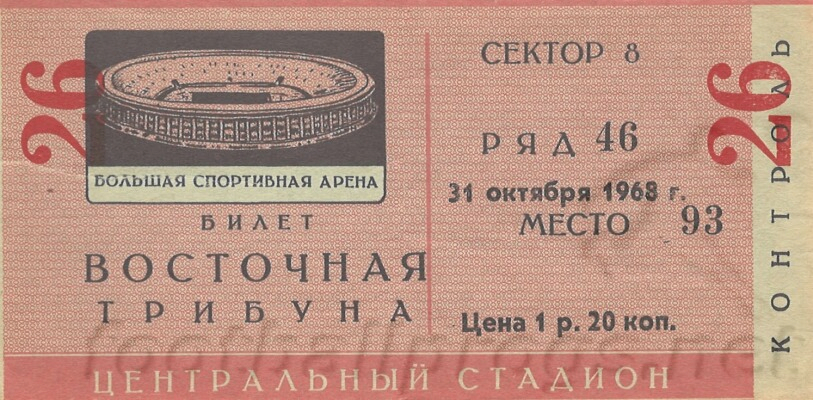 26
БОЛЬШАЯ СПОРТИВНАЯ АРЕНА
БИЛЕТ
ВОСТОЧНАЯ
ТРИБУНА
СЕКТОР 8
РЯД 46
31 октября 1968 г.
МЕСТО 93
Цена 1 р. 20 коп.
ЦЕНТРАЛЬНЫЙ СТАДИОН
26
КОНТРОЛЬ